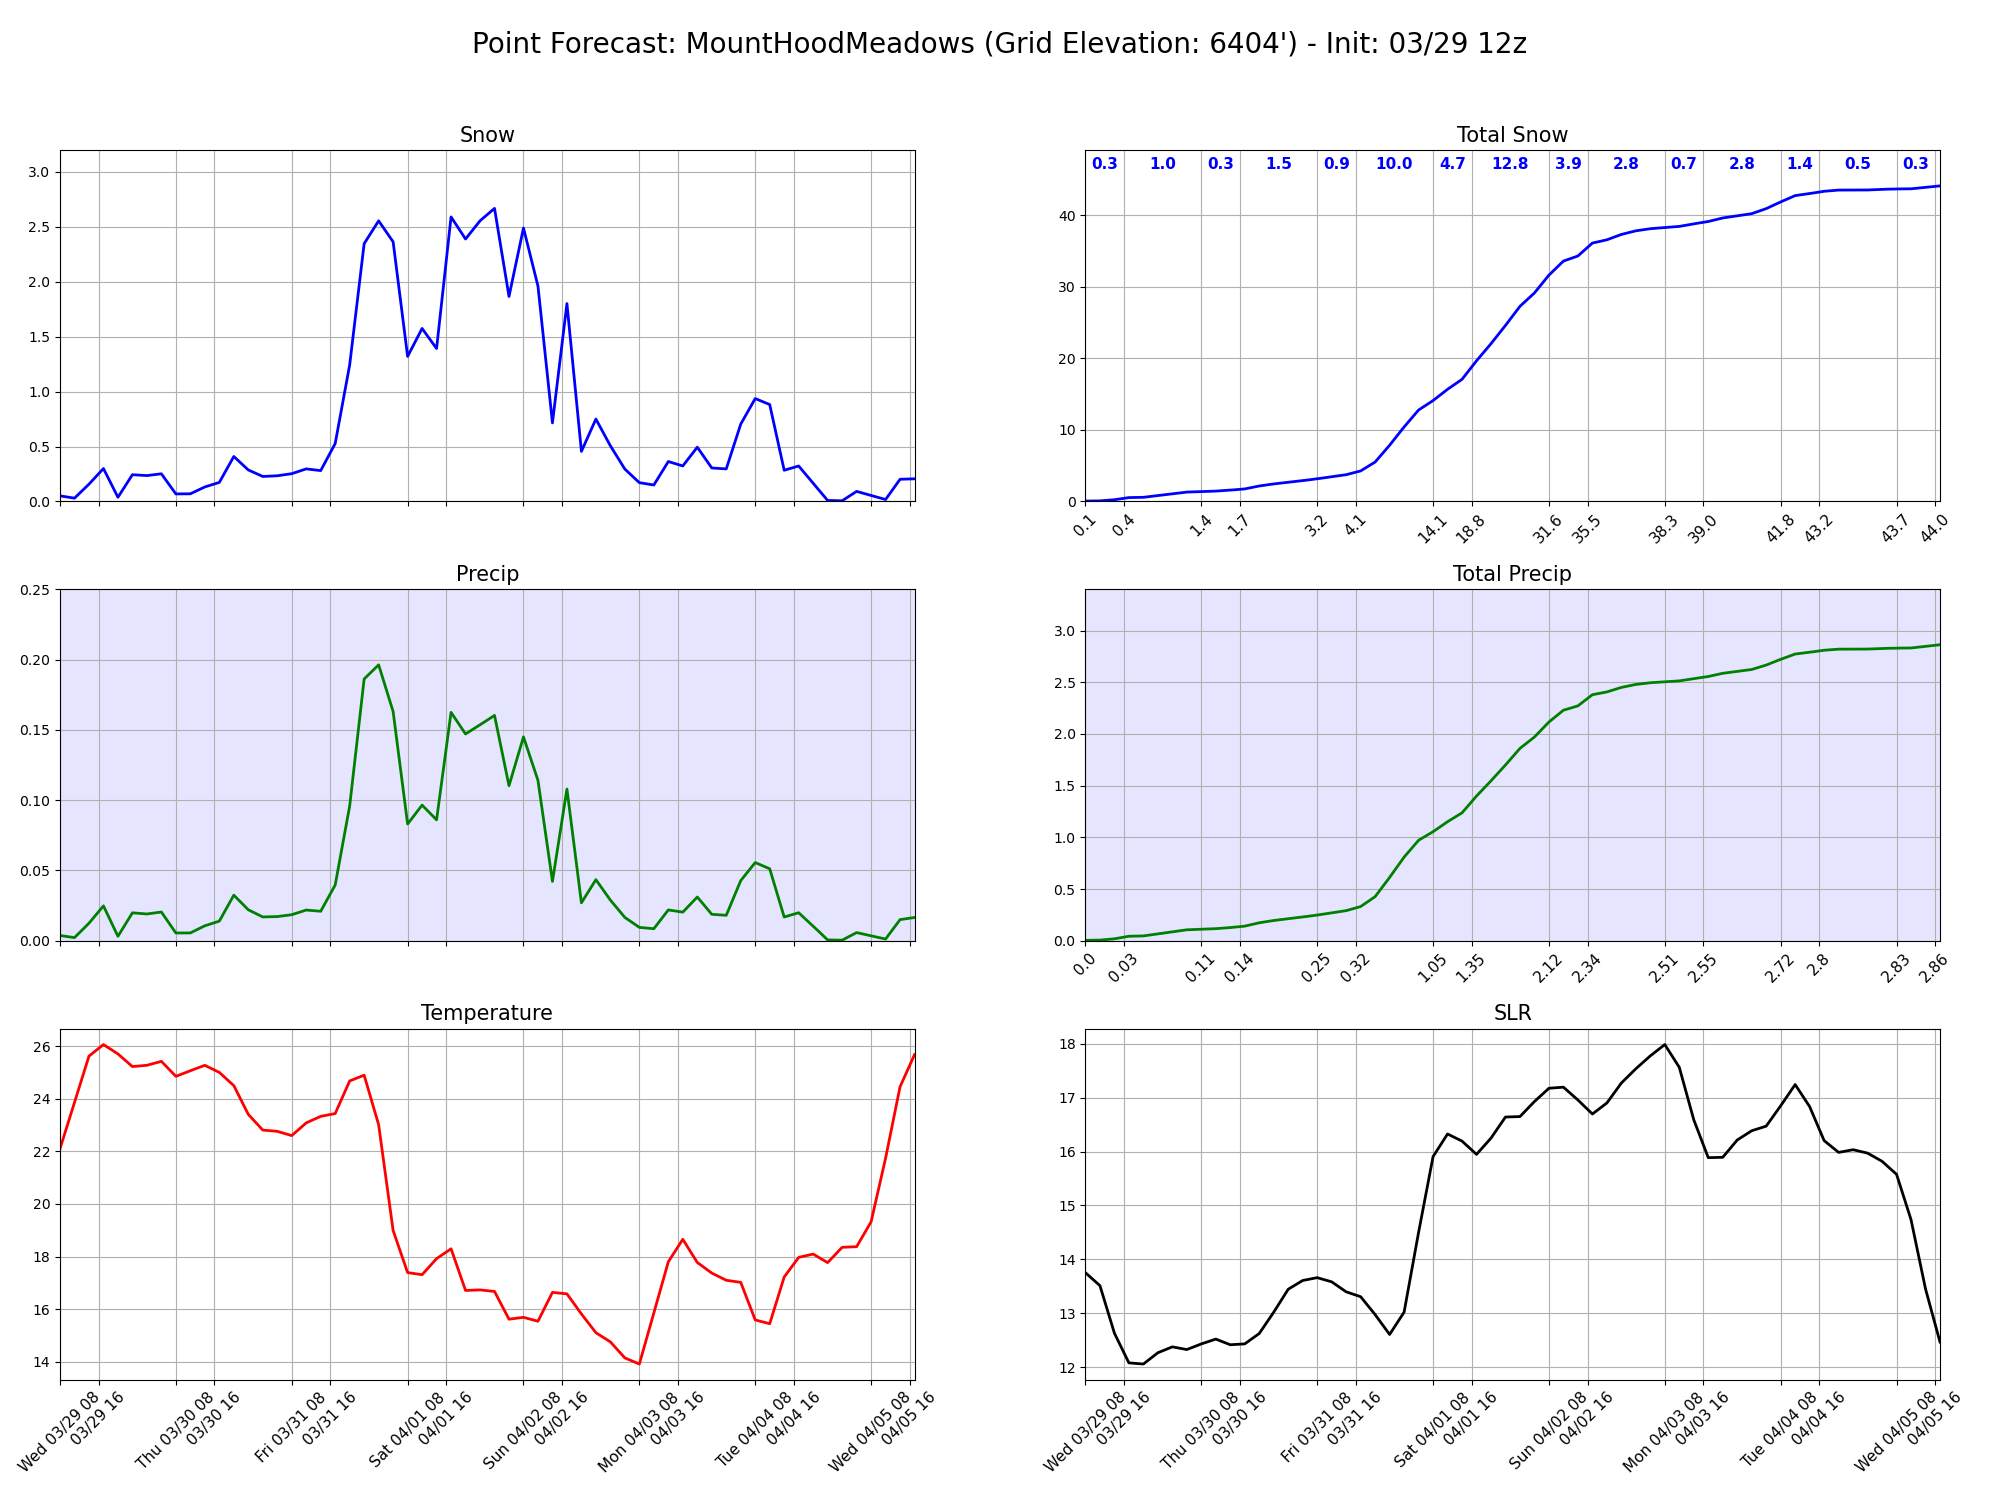 Point Forecast: MountHoodMeadows (Grid Elevation: 6404') - Init: 03/29 12z
Snow
3.0
2.5
2.0
1.5
1.0
0.5
0.0
Total Snow
0.3 1.0 0.3 1.5 0.9 10.0 4.7 12.8 3.9 2.8 0.7 2.8 1.4 0.5 0.3
40
30
20
10
0
0.1 0.4 1.4 1.7 3.2 4.1 14.1 18.8 31.6 35.5 38.3 39.0 41.8 43.2 43.7 44.0
Precip
0.25
0.20
0.15
0.10
0.05
0.00
Total Precip
3.0
2.5
2.0
1.5
1.0
0.5
0.0
0.0 0.03 0.11 0.14 0.25 0.32 1.05 1.35 2.12 2.34 2.51 2.55 2.72 2.8 2.83 2.86
Temperature
26
24
22
20
18
16
14
Wed 03/29 08
03/29 16
Thu 03/30 08
03/30 16
Fri 03/31 08
03/31 16
Sat 04/01 08
04/01 16
Sun 04/02 08
04/02 16
Mon 04/03 08
04/03 16
Tue 04/04 08
04/04 16
Wed 04/05 08
04/05 16
SLR
18
17
16
15
14
13
12
Wed 03/29 08
03/29 16
Thu 03/30 08
03/30 16
Fri 03/31 08
03/31 16
Sat 04/01 08
04/01 16
Sun 04/02 08
04/02 16
Mon 04/03 08
04/03 16
Tue 04/04 08
04/04 16
Wed 04/05 08
04/05 16